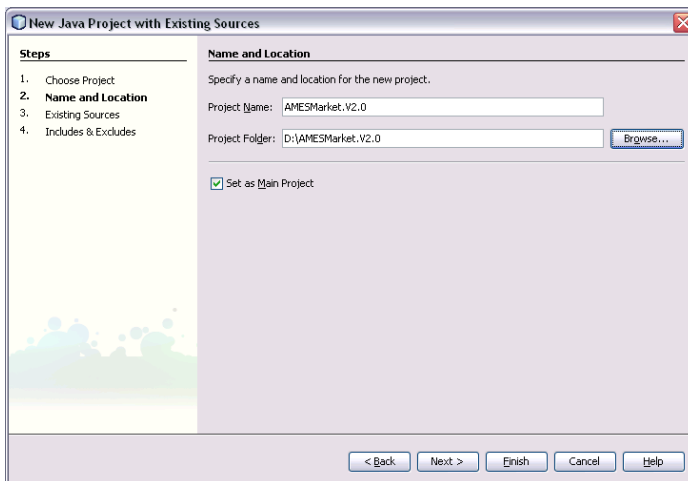 New Java Project with Existing Sources
Steps
1. Choose Project
2. Name and Location
3. Existing Sources
4. Includes & Excludes
Name and Location
Specify a name and location for the new project.
Project Name: AMESMarket.V2.0
Project Folder: D:\AMESMarket.V2.0 Browse...
Set as Main Project
< Back Next > Finish Cancel Help